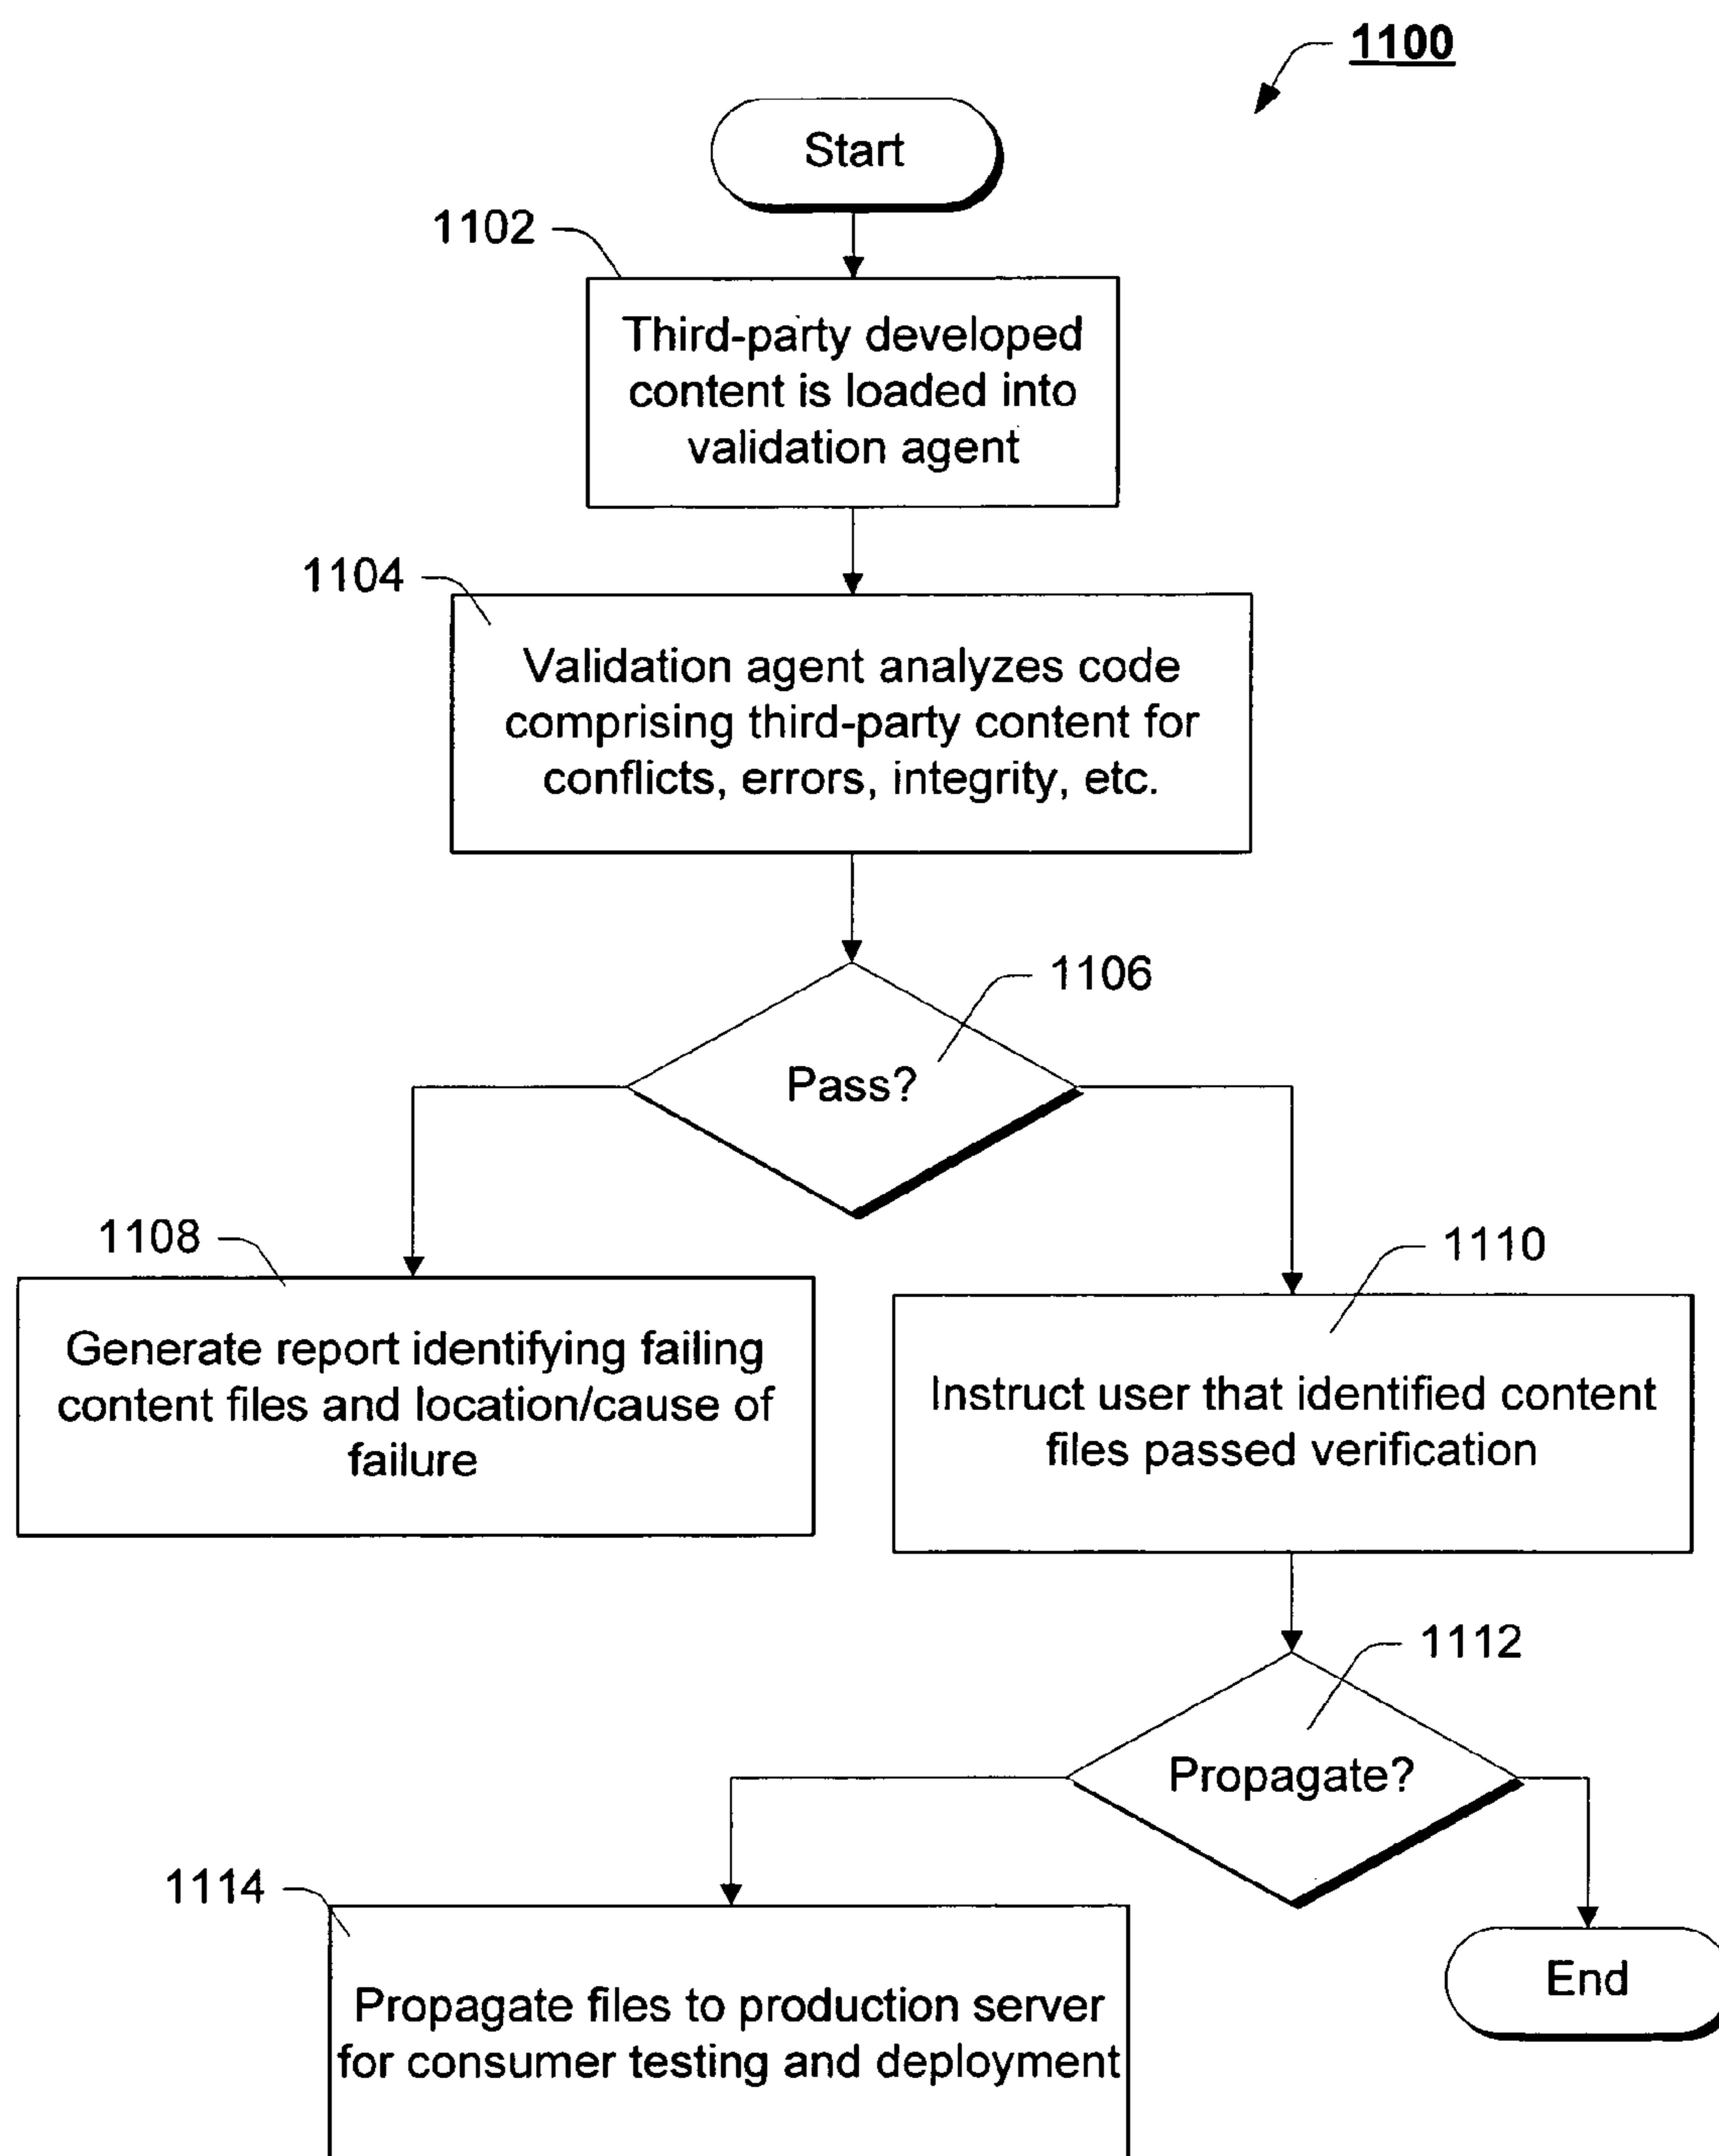 1100
Start
1102
Third-party developed
content is loaded into
validation agent
1104
Validation agent analyzes code
comprising third-party content for
conflicts, errors, integrity, etc.
1106
Pass?
1108
Generate report identifying failing
content files and location/cause of
failure
1110
Instruct user that identified content
files passed verification
1112
Propagate?
1114
Propagate files to production server
for consumer testing and deployment
End